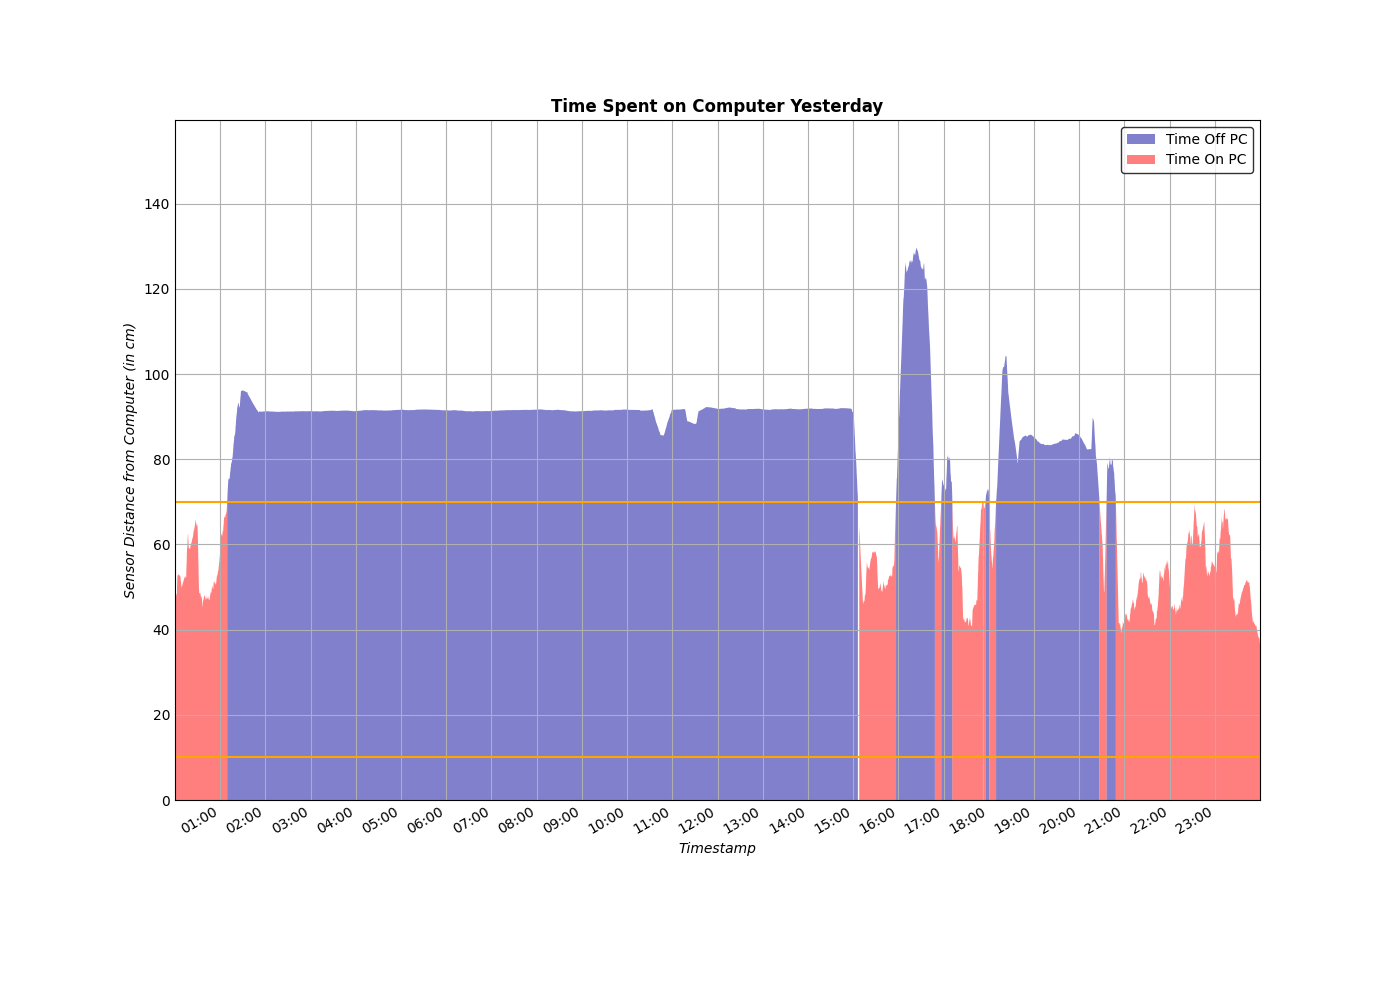 Time Spent on Computer Yesterday
Time Off PC
Time On PC
Sensor Distance from Computer (in cm)
140
120
100
80
60
40
20
0
01:00 02:00 03:00 04:00 05:00 06:00 07:00 08:00 09:00 10:00 11:00 12:00 13:00 14:00 15:00 16:00 17:00 18:00 19:00 20:00 21:00 22:00 23:00
Timestamp